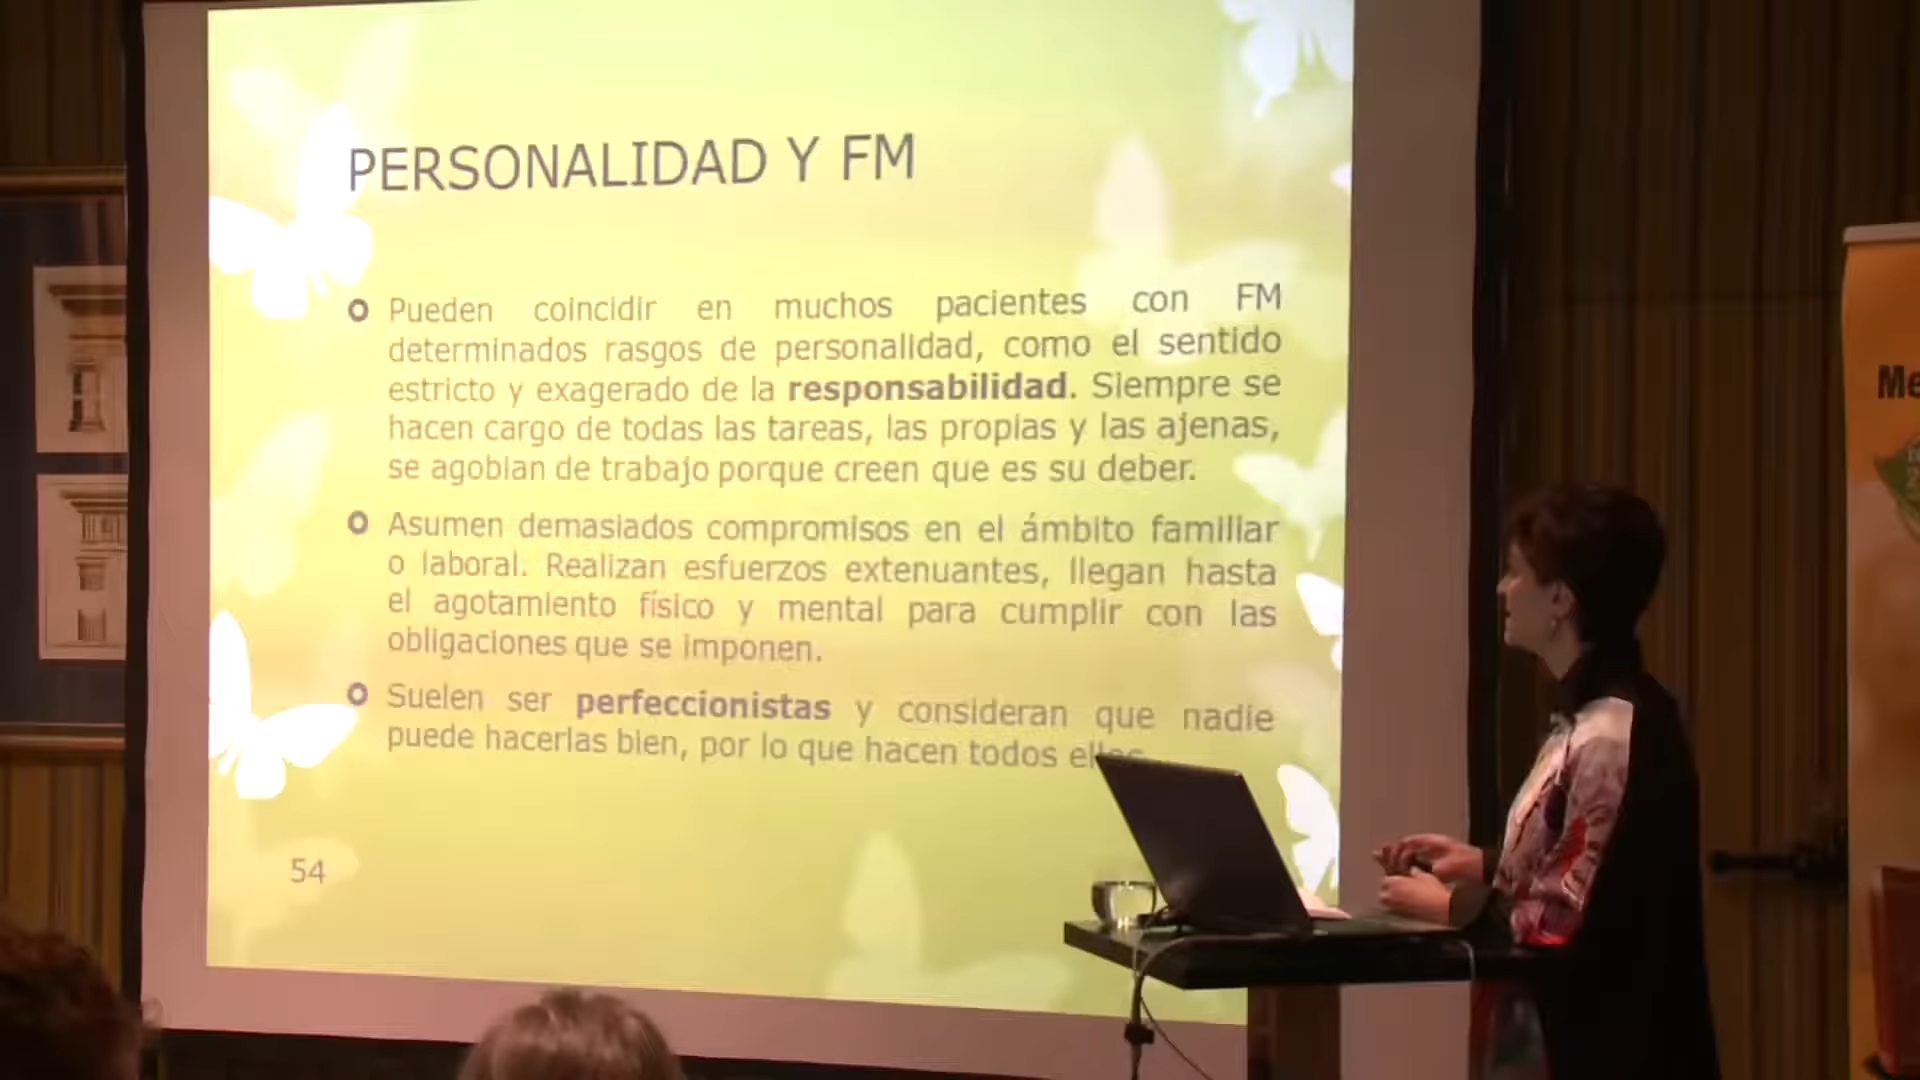 PERSONALIDAD Y FM
Pueden coincidir en muchos pacientes con FM
determinados rasgos de personalidad, como el sentido
estricto y exagerado de la responsabilidad. Siempre se
hacen cargo de todas las tareas, las propias y las ajenas,
se agobian de trabajo porque creen que es su deber.
Asumen demasiados compromisos en el ámbito familiar
o laboral. Realizan esfuerzos extenuantes, llegan hasta
el agotamiento físico y mental para cumplir con las
obligaciones que se imponen.
Suelen ser perfeccionistas y consideran que nadie
puede hacerlas bien, por lo que hacen todos ellos
54
Me